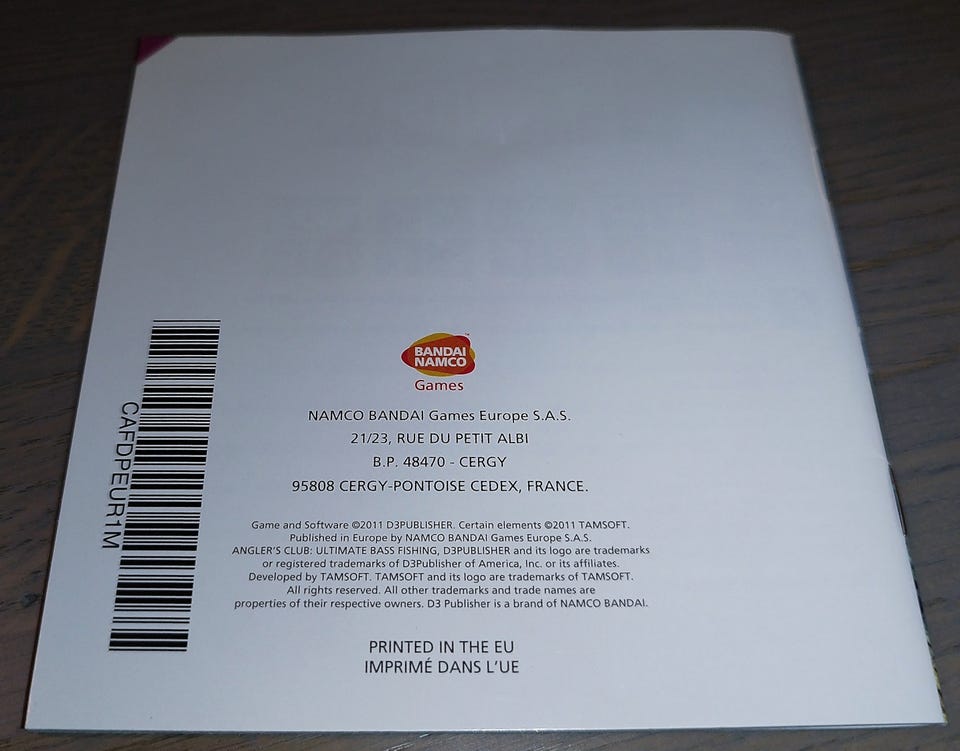 BANDAI
NAMCO
™
Games
NAMCO BANDAI Games Europe S.A.S.
21/23, RUE DU PETIT ALBI
B.P. 48470 - CERGY
95808 CERGY-PONTOISE CEDEX, FRANCE.
Game and Software ©2011 D3PUBLISHER. Certain elements ©2011 TAMSOFT.
Published in Europe by NAMCO BANDAI Games Europe S.A.S.
ANGLER'S CLUB: ULTIMATE BASS FISHING, D3PUBLISHER and its logo are trademarks
or registered trademarks of D3Publisher of America, Inc. or its affiliates.
Developed by TAMSOFT. TAMSOFT and its logo are trademarks of TAMSOFT.
All rights reserved. All other trademarks and trade names are
properties of their respective owners. D3 Publisher is a brand of NAMCO BANDAI.
PRINTED IN THE EU
IMPRIMÉ DANS L'UE
CAFDPEUR1M